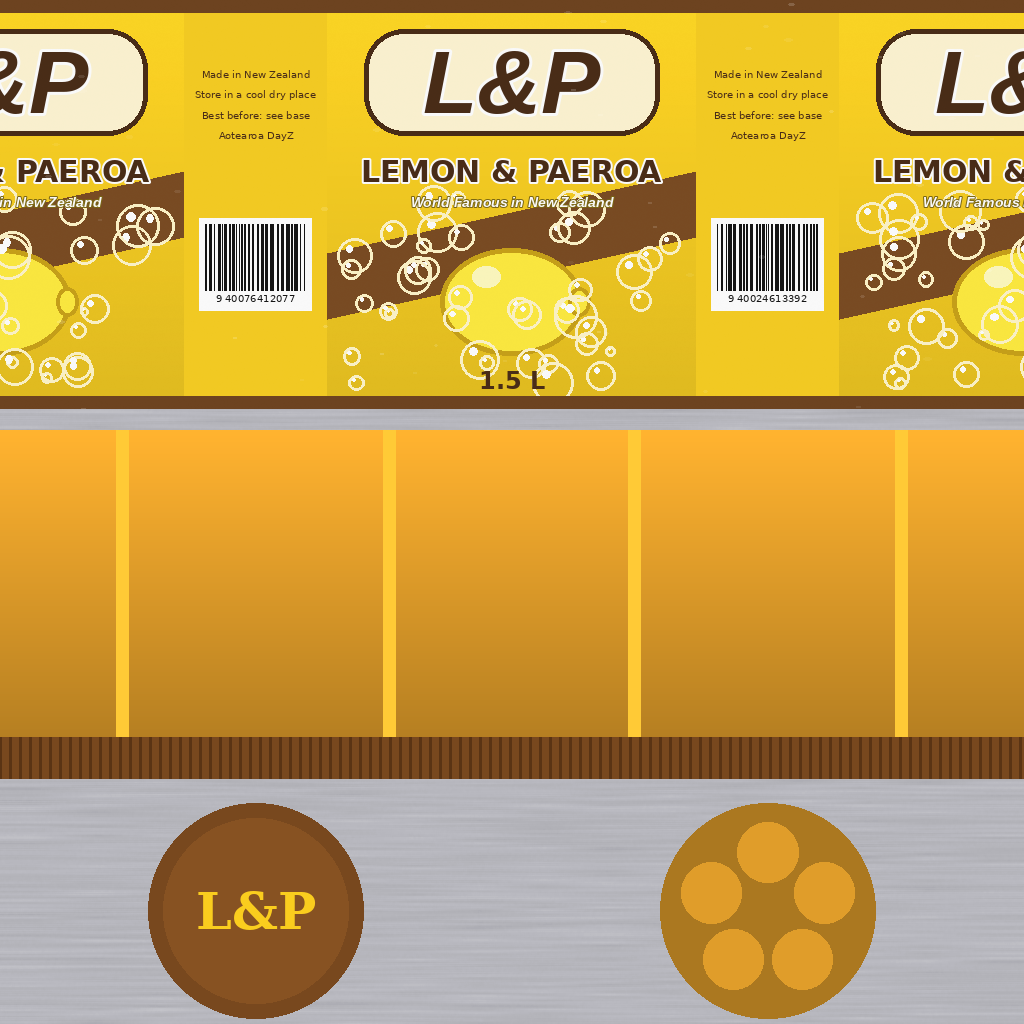 &P
& PAEROA
in New Zealand
Made in New Zealand
Store in a cool dry place
Best before: see base
Aotearoa DayZ
9 40076412077
L&P
LEMON & PAEROA
World Famous in New Zealand
1.5 L
Made in New Zealand
Store in a cool dry place
Best before: see base
Aotearoa DayZ
9 40024613392
L&
LEMON &
World Famous
L&P